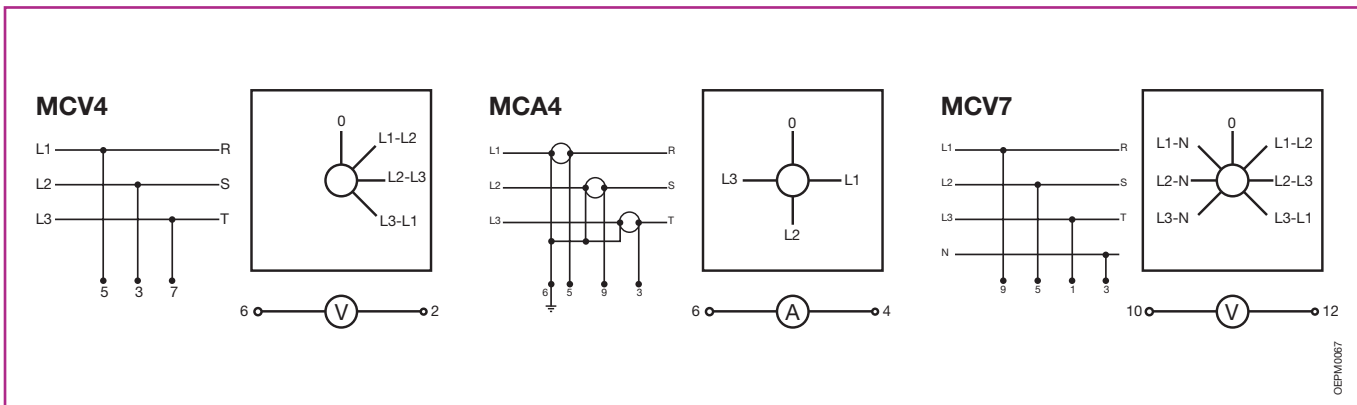 MCV4
0
L1-L2
L1 R
L2-L3
L2 S
L3-L1
L3 T
5 3 7
6 V 2
MCA4
0
L1 R
L3 L1
L2 S
L3 T
L2
6 5 9 3
6 A 4
MCV7
0
L1-N L1-L2
L1 R
L2-N L2-L3
L2 S
L3-N L3-L1
L3 T
N
9 5 1 3
10 V 12
OEPM0067